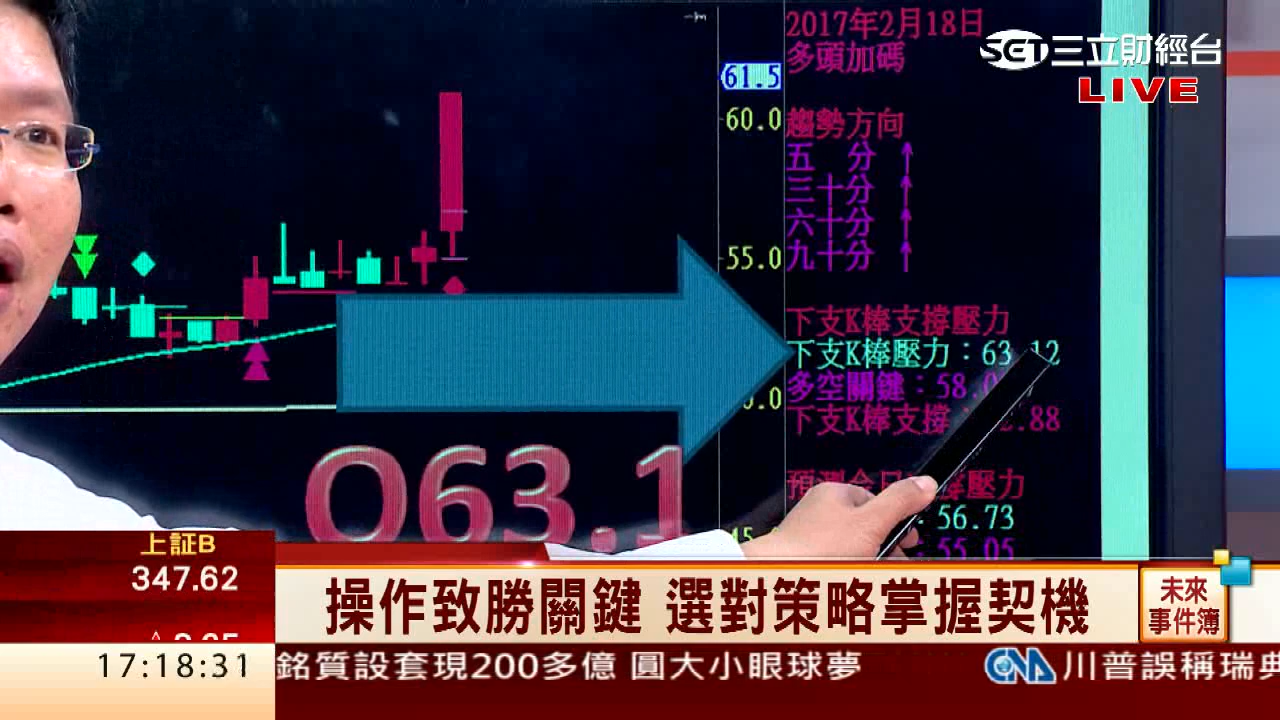 2017年2月18日
多頭加碼
SET三立財經台
LIVE
61.5
60.0
55.0
趨勢方向
五 分 ↑
三十分 ↑
六十分 ↑
九十分 ↑
下支K棒支撐壓力
下支K棒壓力：63.12
多空關鍵：58.0
下支K棒支撐
.88
O63.1
56.73
55.05
上証B
347.62
操作致勝關鍵 選對策略掌握契機
未來
事件簿
17:18:31
銘質設套現200多億 圓大小眼球夢
CNA 川普誤稱瑞典